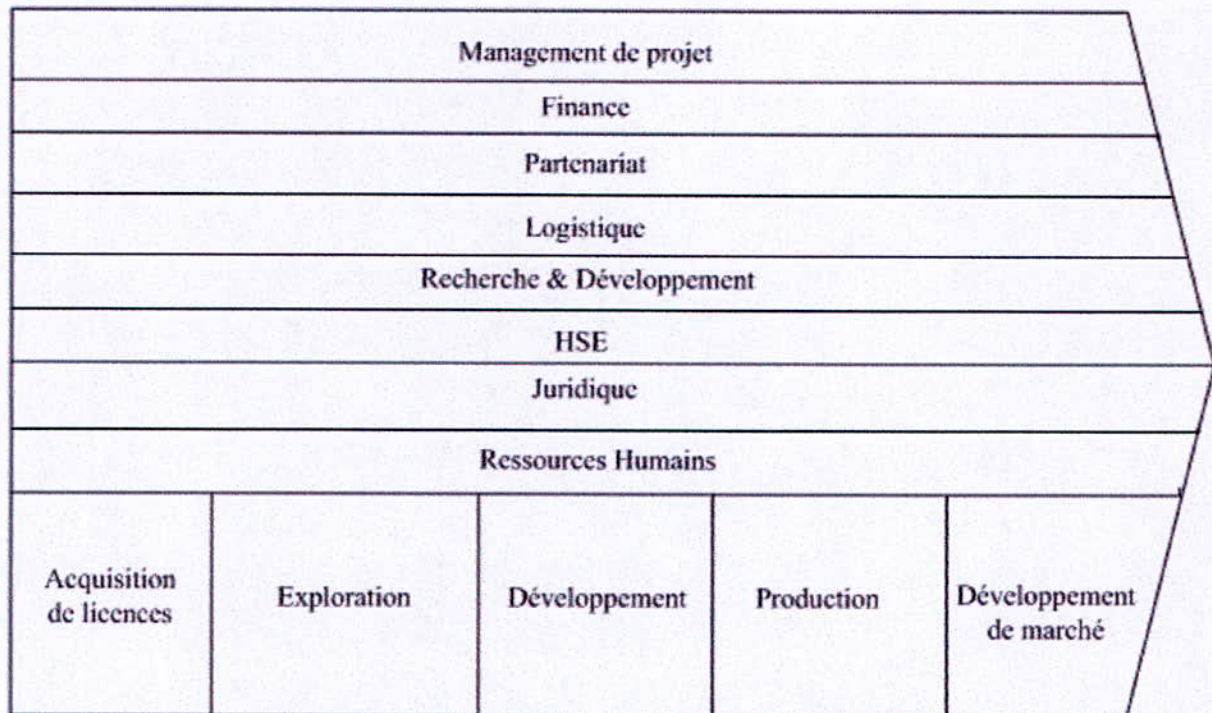 Management de projet
Finance
Partenariat
Logistique
Recherche & Développement
HSE
Juridique
Ressources Humains
Acquisition
de licences
Exploration
Développement
Production
Développement
de marché